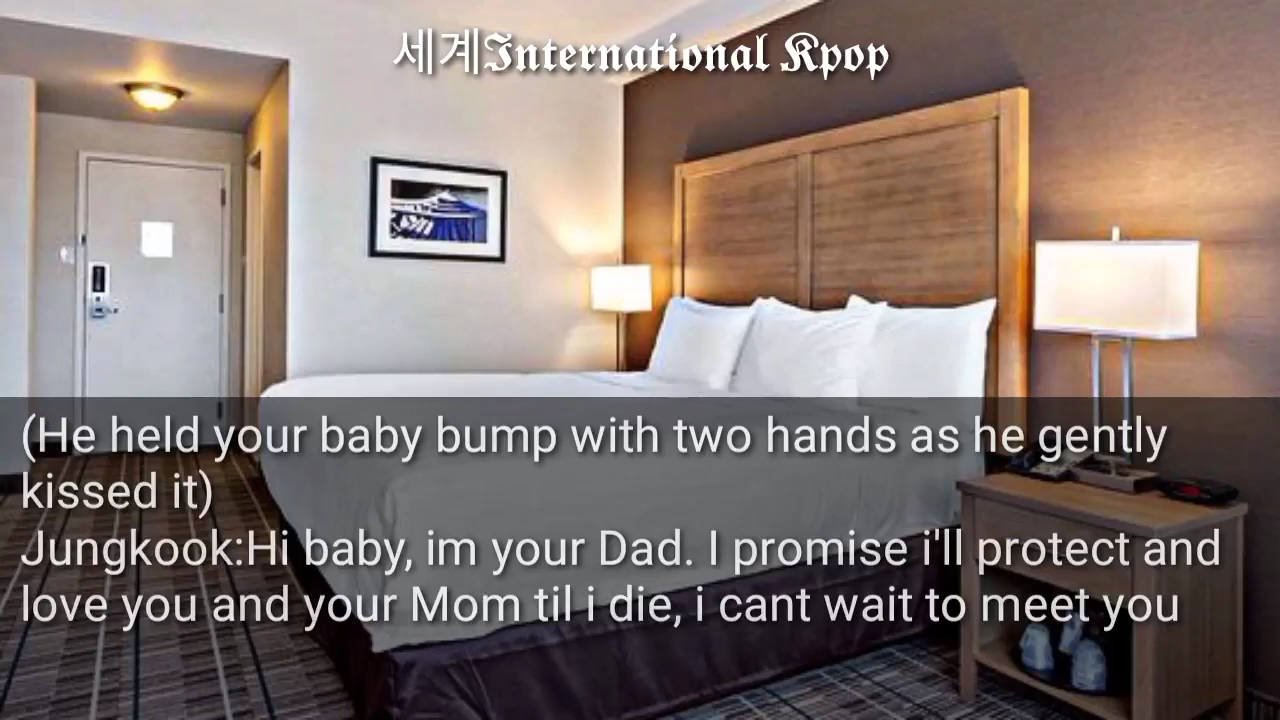 세계International Kpop
(He held your baby bump with two hands as he gently
kissed it)
Jungkook:Hi baby, im your Dad. I promise i'll protect and
love you and your Mom til i die, i cant wait to meet you